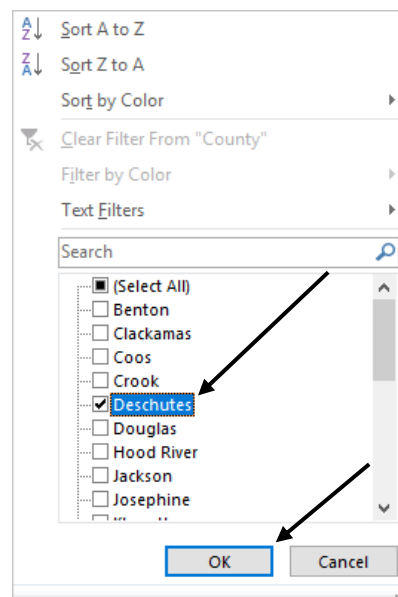 Sort A to Z
Sort Z to A
Sort by Color
Clear Filter From "County"
Filter by Color
Text Filters
Search
(Select All)
Benton
Clackamas
Coos
Crook
Deschutes
Douglas
Hood River
Jackson
Josephine
OK Cancel